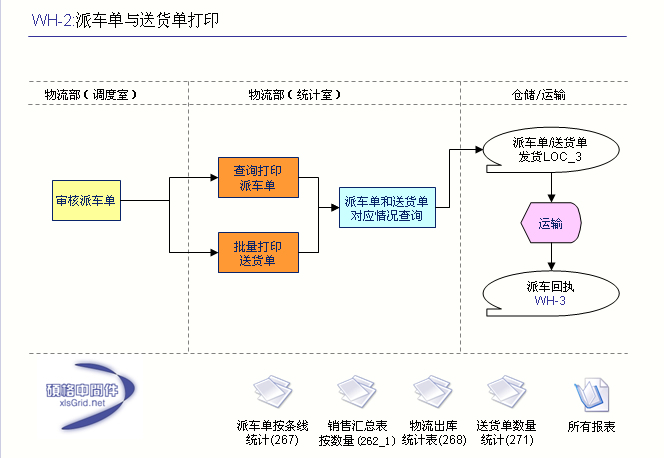 WH-2:派车单与送货单打印
物流部（调度室）
物流部（统计室）
仓储/运输
审核派车单
查询打印
派车单
批量打印
送货单
派车单和送货单
对应情况查询
派车单/送货单
发货LOC_3
运输
派车回执
WH-3
硕格中间件
xlsGrid.net
派车单按条线
统计(267)
销售汇总表
按数量(262_1)
物流出库
统计表(268)
送货单数量
统计(271)
所有报表